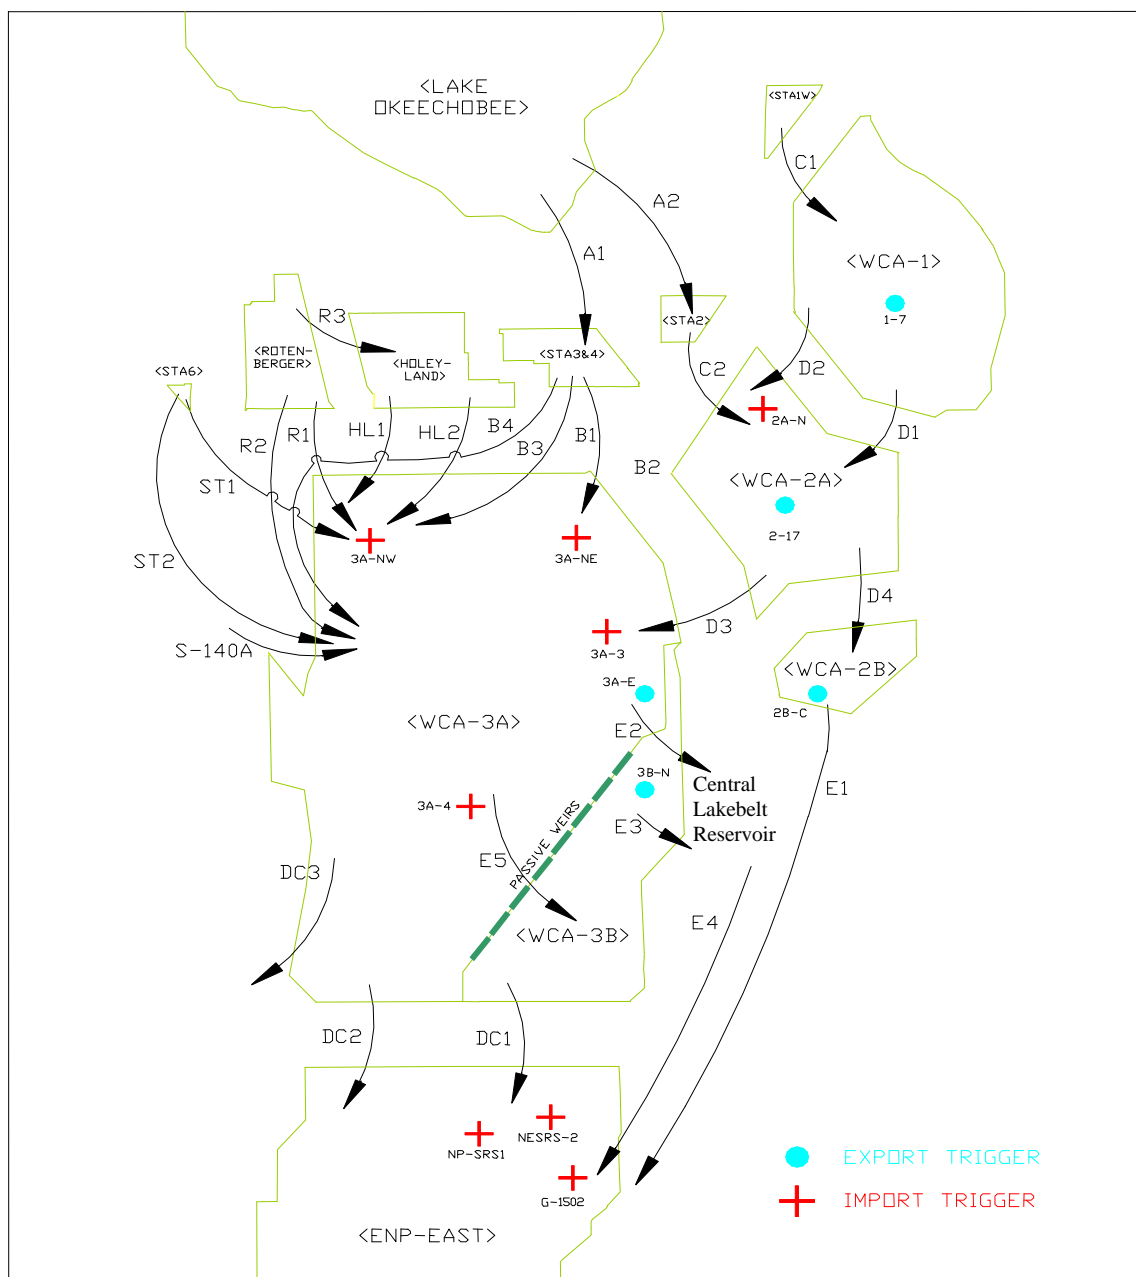 <LAKE
OKEECHOBEE>
<STA1W>
C1
A2
<WCA-1>
A1
1-7
R3
<STA2>
<ROTEN-
BERGER>
<HOLEY-
LAND>
<STA3&4>
D2
C2
<STA6>
2A-N
R2
R1
HL1
HL2
B4
B3
B1
B2
D1
ST1
<WCA-2A>
2-17
3A-NW
3A-NE
ST2
D4
D3
S-140A
3A-3
<WCA-2B>
3A-E
2B-C
<WCA-3A>
E2
3B-N
Central
Lakebelt
Reservoir
E1
3A-4
PASSIVE WEIRS
E3
E5
DC3
E4
<WCA-3B>
DC2
DC1
NESRS-2
NP-SRS1
G-1502
EXPORT TRIGGER
IMPORT TRIGGER
<ENP-EAST>